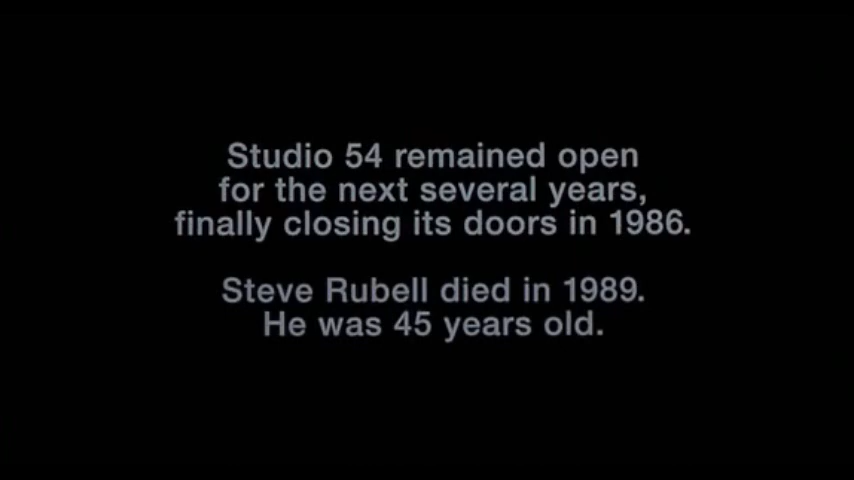 Studio 54 remained open
for the next several years,
finally closing its doors in 1986.
Steve Rubell died in 1989.
He was 45 years old.